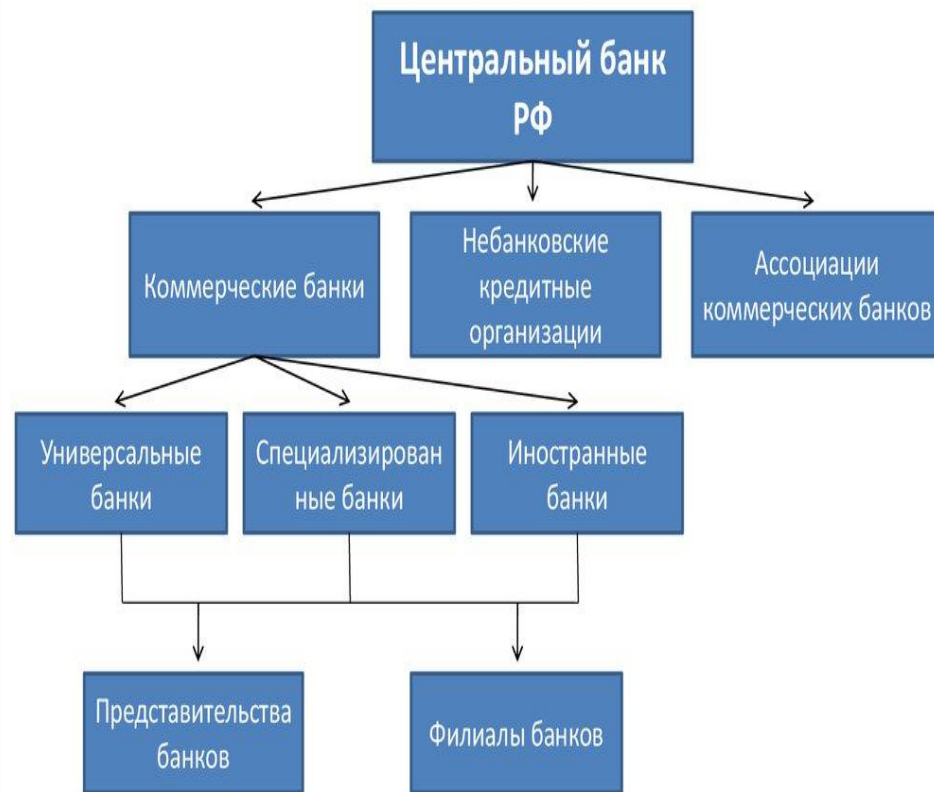 Центральный банк
РФ
Коммерческие банки
Небанковские
кредитные
организации
Ассоциации
коммерческих банков
Универсальные
банки
Специализирован
ные банки
Иностранные
банки
Представительства
банков
Филиалы банков